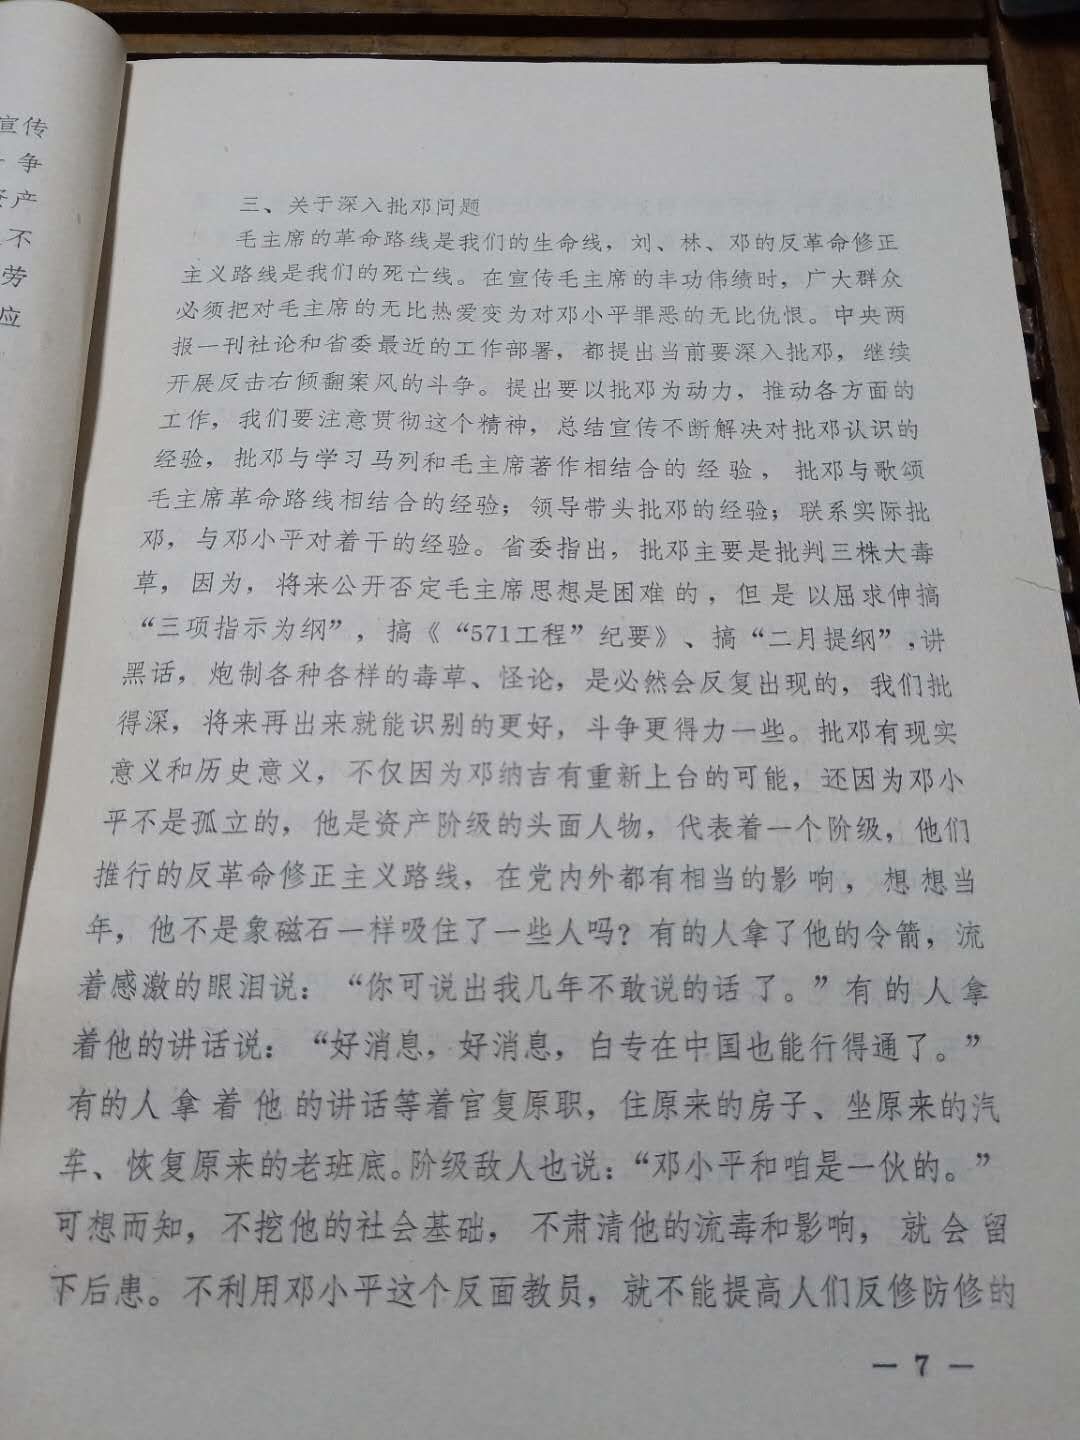 宣传
争
资产
不
劳
应
三、关于深入批邓问题
毛主席的革命路线是我们的生命线，刘、林、邓的反革命修正
主义路线是我们的死亡线。在宣传毛主席的丰功伟绩时，广大群众
必须把对毛主席的无比热爱变为对邓小平罪恶的无比仇恨。中央两
报一刊社论和省委最近的工作部署，都提出当前要深入批邓，继续
开展反击右倾翻案风的斗争。提出要以批邓为动力，推动各方面的
工作，我们要注意贯彻这个精神，总结宣传不断解决对批邓认识的
经验，批邓与学习马列和毛主席著作相结合的经验，批邓与歌颂
毛主席革命路线相结合的经验；领导带头批邓的经验；联系实际批
邓，与邓小平对着干的经验。省委指出，批邓主要是批判三株大毒
草，因为，将来公开否定毛主席思想是困难的，但是以屈求伸搞
“三项指示为纲”，搞《“571工程”纪要》、搞“二月提纲”，讲
黑话，炮制各种各样的毒草、怪论，是必然会反复出现的，我们批
得深，将来再出来就能识别的更好，斗争更得力一些。批邓有现实
意义和历史意义，不仅因为邓纳吉有重新上台的可能，还因为邓小
平不是孤立的，他是资产阶级的头面人物，代表着一个阶级，他们
推行的反革命修正主义路线，在党内外都有相当的影响，想想当
年，他不是象磁石一样吸住了一些人吗？有的人拿了他的令箭，流
着感激的眼泪说：“你可说出我几年不敢说的话了。”有的人拿
着他的讲话说：“好消息，好消息，白专在中国也能行得通了。”
有的人拿着他的讲话等着官复原职，住原来的房子、坐原来的汽
车、恢复原来的老班底。阶级敌人也说：“邓小平和咱是一伙的。”
可想而知，不挖他的社会基础，不肃清他的流毒和影响，就会留
下后患。不利用邓小平这个反面教员，就不能提高人们反修防修的
— 7 —